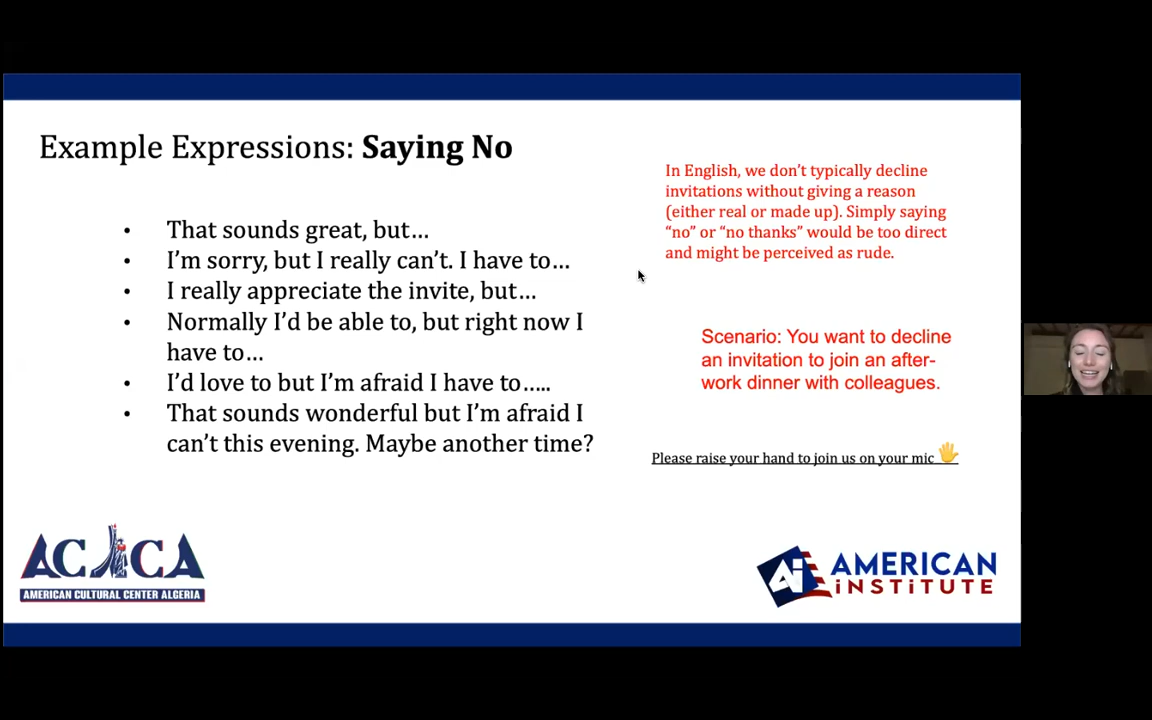 Example Expressions: Saying No
• That sounds great, but…
• I’m sorry, but I really can’t. I have to…
• I really appreciate the invite, but…
• Normally I’d be able to, but right now I
have to…
• I’d love to but I’m afraid I have to…..
• That sounds wonderful but I’m afraid I
can’t this evening. Maybe another time?
In English, we don’t typically decline
invitations without giving a reason
(either real or made up). Simply saying
“no” or “no thanks” would be too direct
and might be perceived as rude.
Scenario: You want to decline
an invitation to join an after-
work dinner with colleagues.
Please raise your hand to join us on your mic 🖐
ACCA
AMERICAN CULTURAL CENTER ALGERIA
Ai
AMERICAN
INSTITUTE